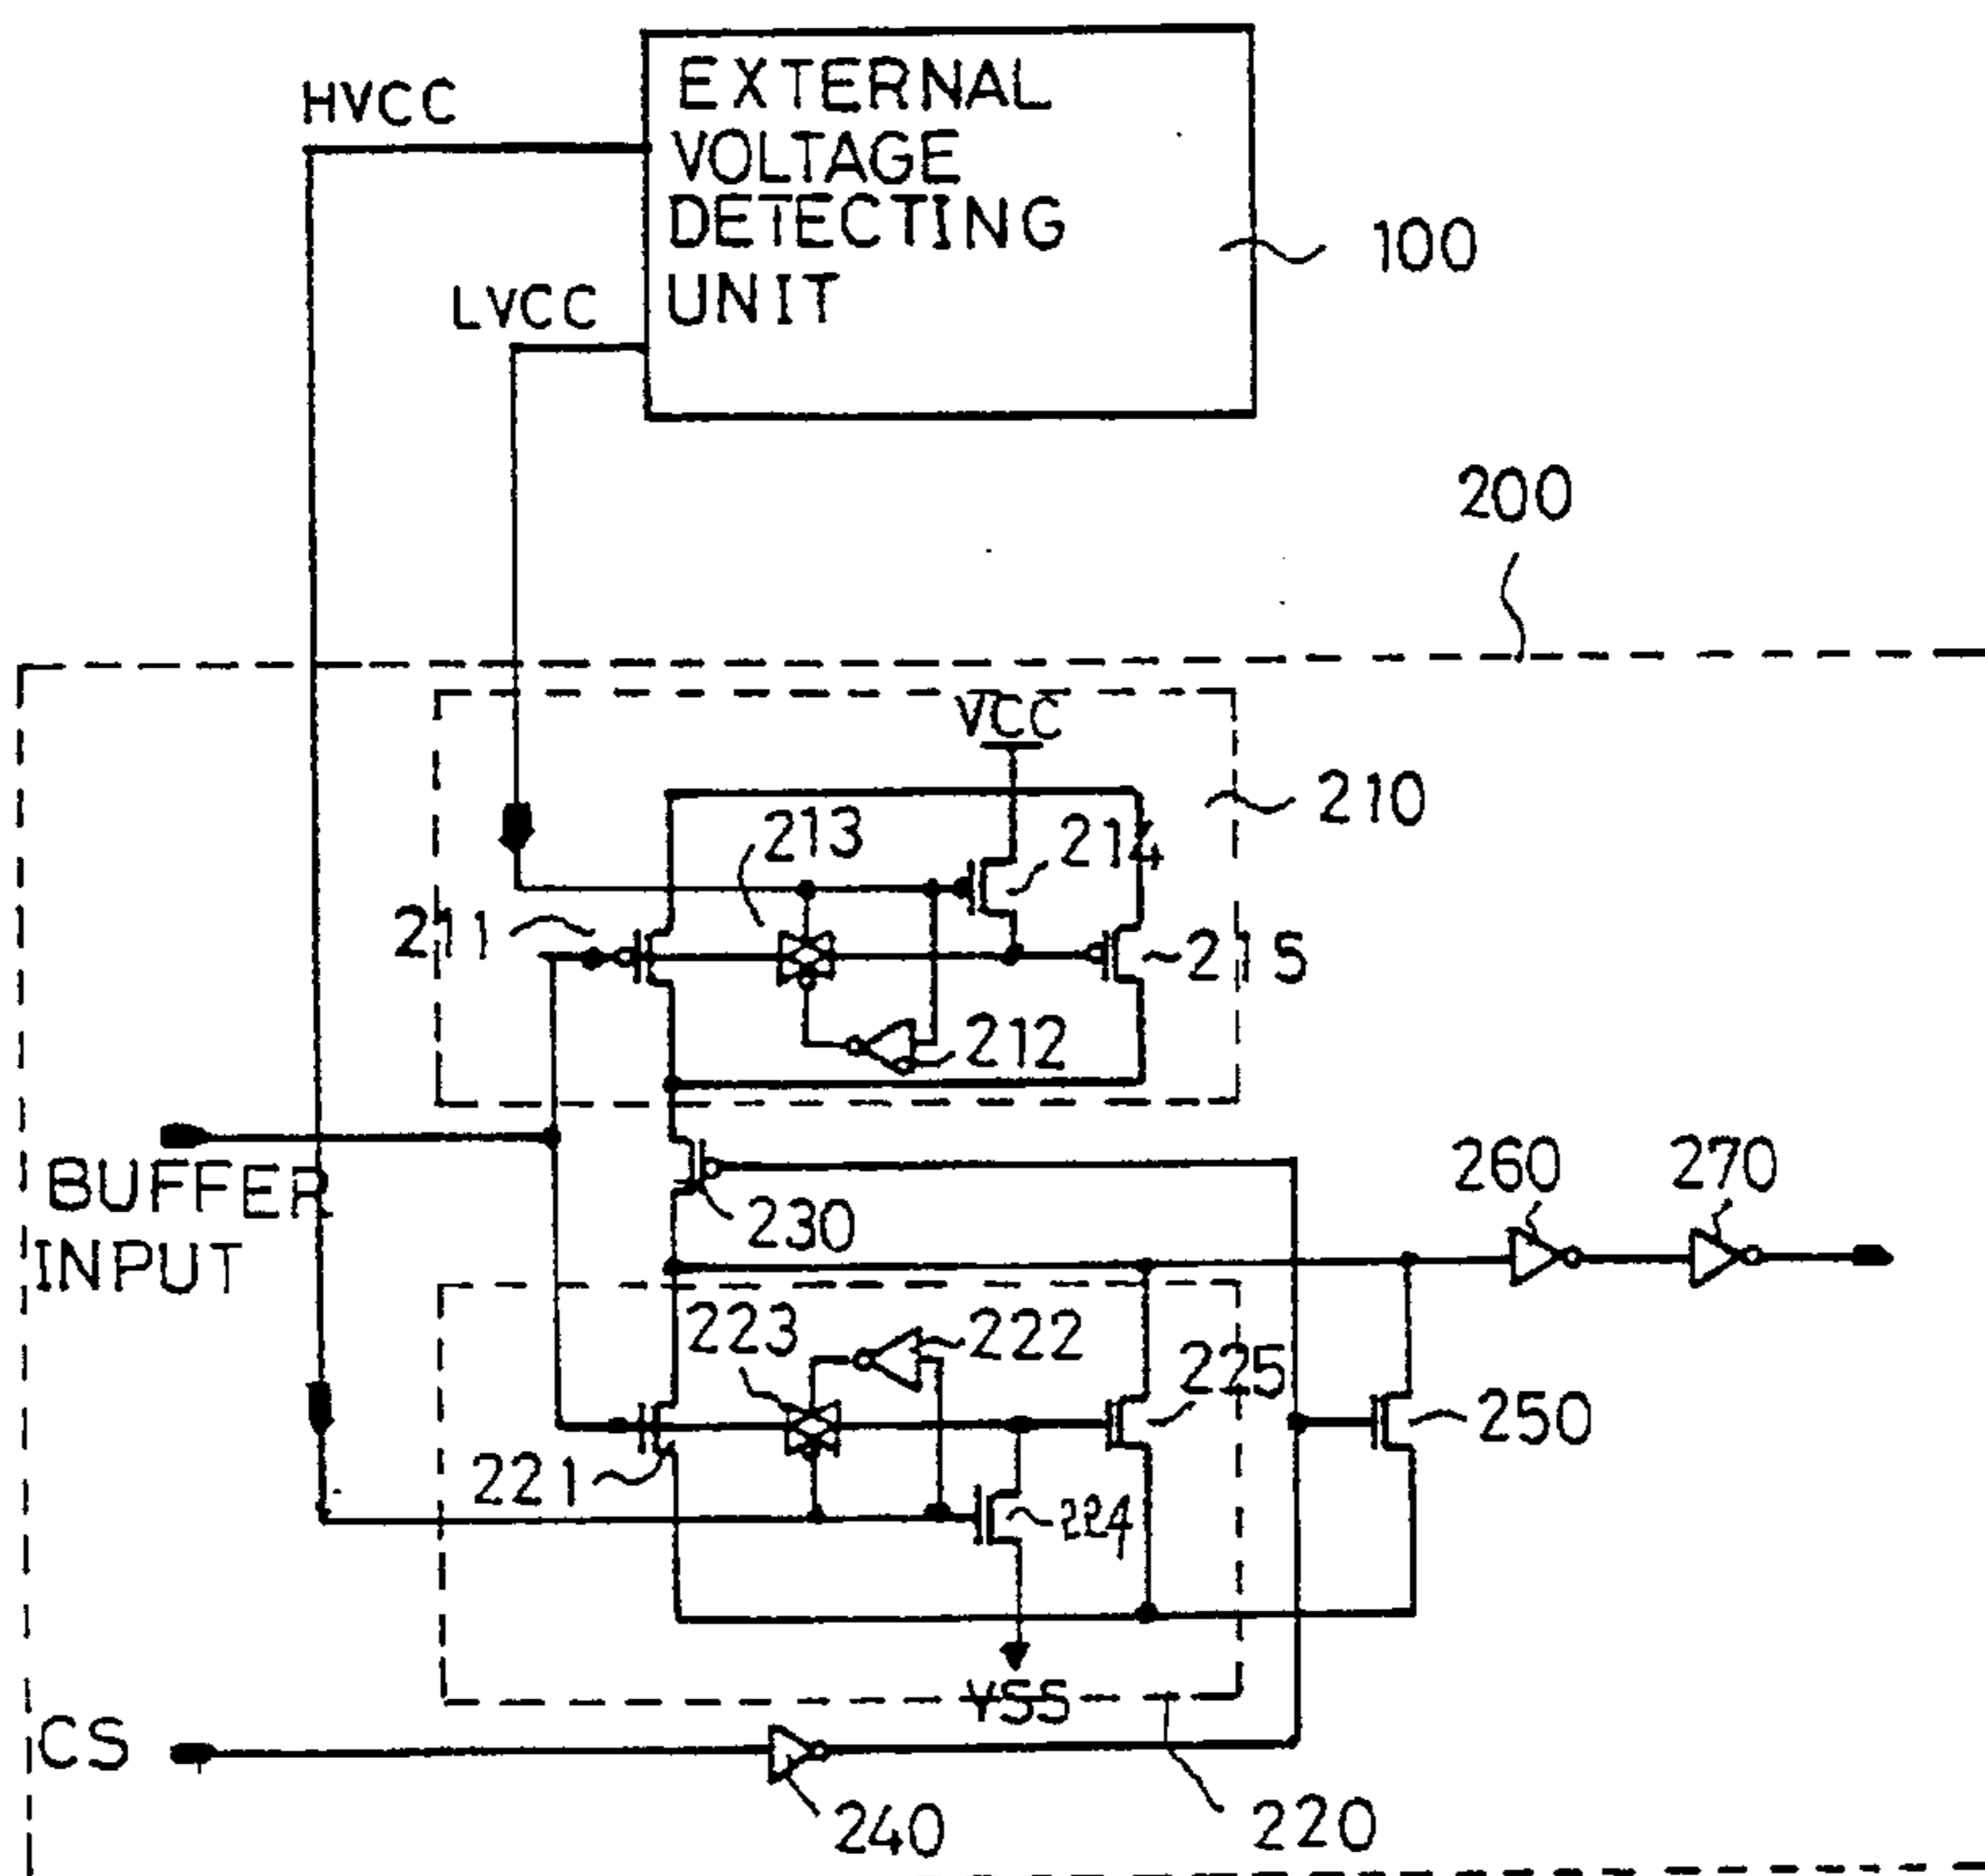 HVCC
EXTERNAL
VOLTAGE
DETECTING
UNIT
100
LVCC
200
VCC
210
213
214
211
215
212
BUFFER
INPUT
230
260
270
223
222
225
250
221
224
VSS
CS
240
220